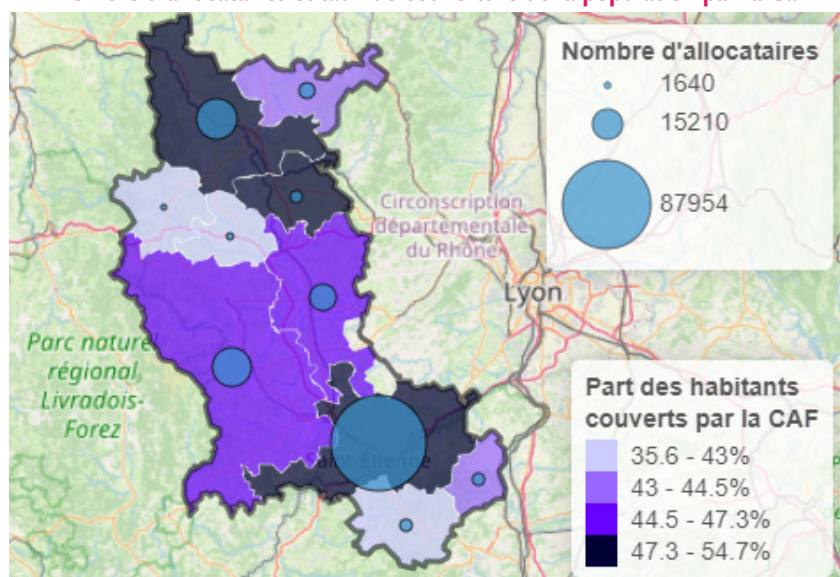 Nombre d'allocataires
1640
15210
87954
Circonscription
départementale
du Rhône
Lyon
Parc naturel
régional
Livradois-
Forez
Saint-Étienne
Part des habitants
couverts par la CAF
35.6 - 43%
43 - 44.5%
44.5 - 47.3%
47.3 - 54.7%